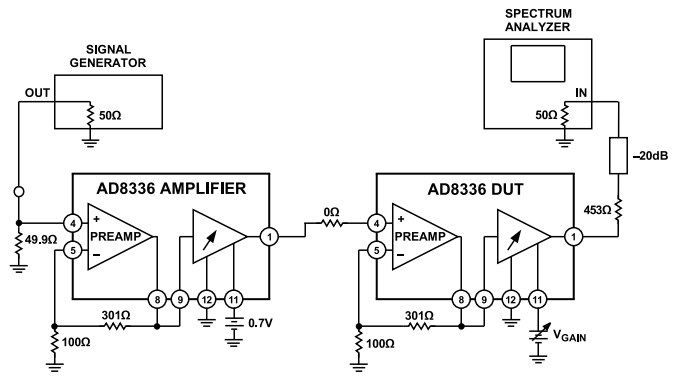 SPECTRUM
ANALYZER
SIGNAL
GENERATOR
OUT
50Ω
IN
50Ω
–20dB
453Ω
AD8336 AMPLIFIER
AD8336 DUT
49.9Ω
4
5
+
–
PREAMP
1
0Ω
4
5
+
–
PREAMP
1
8
9
12
11
8
9
12
11
301Ω
100Ω
0.7V
301Ω
100Ω
VGAIN